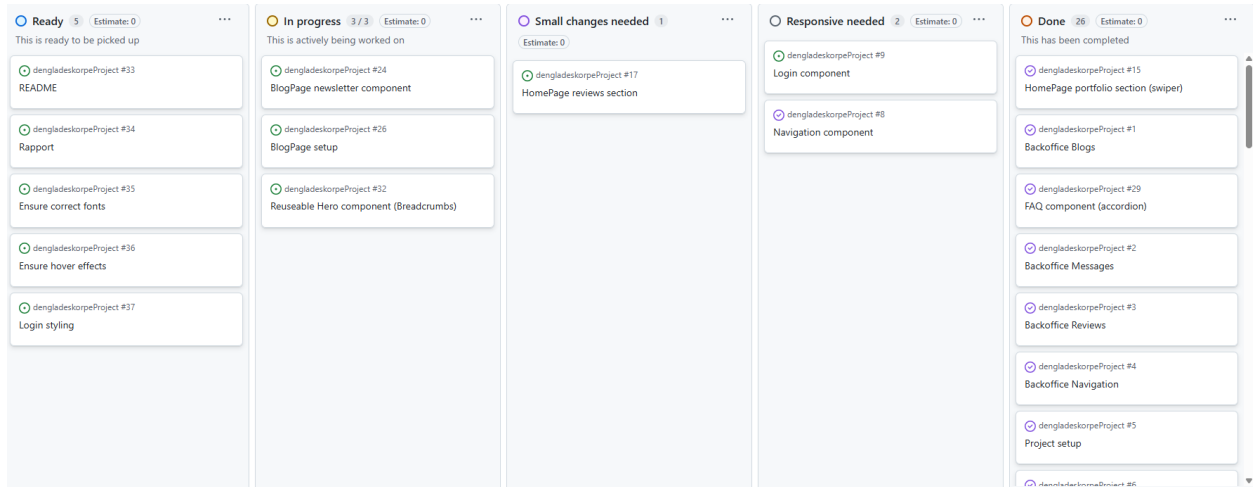 Ready 5 Estimate: 0
This is ready to be picked up
dengladeskorpeProject #33
README
dengladeskorpeProject #34
Rapport
dengladeskorpeProject #35
Ensure correct fonts
dengladeskorpeProject #36
Ensure hover effects
dengladeskorpeProject #37
Login styling
In progress 3 / 3 Estimate: 0
This is actively being worked on
dengladeskorpeProject #24
BlogPage newsletter component
dengladeskorpeProject #26
BlogPage setup
dengladeskorpeProject #32
Reuseable Hero component (Breadcrumbs)
Small changes needed 1
Estimate: 0
dengladeskorpeProject #17
HomePage reviews section
Responsive needed 2 Estimate: 0
dengladeskorpeProject #9
Login component
dengladeskorpeProject #8
Navigation component
Done 26 Estimate: 0
This has been completed
dengladeskorpeProject #15
HomePage portfolio section (swiper)
dengladeskorpeProject #1
Backoffice Blogs
dengladeskorpeProject #29
FAQ component (accordion)
dengladeskorpeProject #2
Backoffice Messages
dengladeskorpeProject #3
Backoffice Reviews
dengladeskorpeProject #4
Backoffice Navigation
dengladeskorpeProject #5
Project setup
dengladeskorpeProject #6